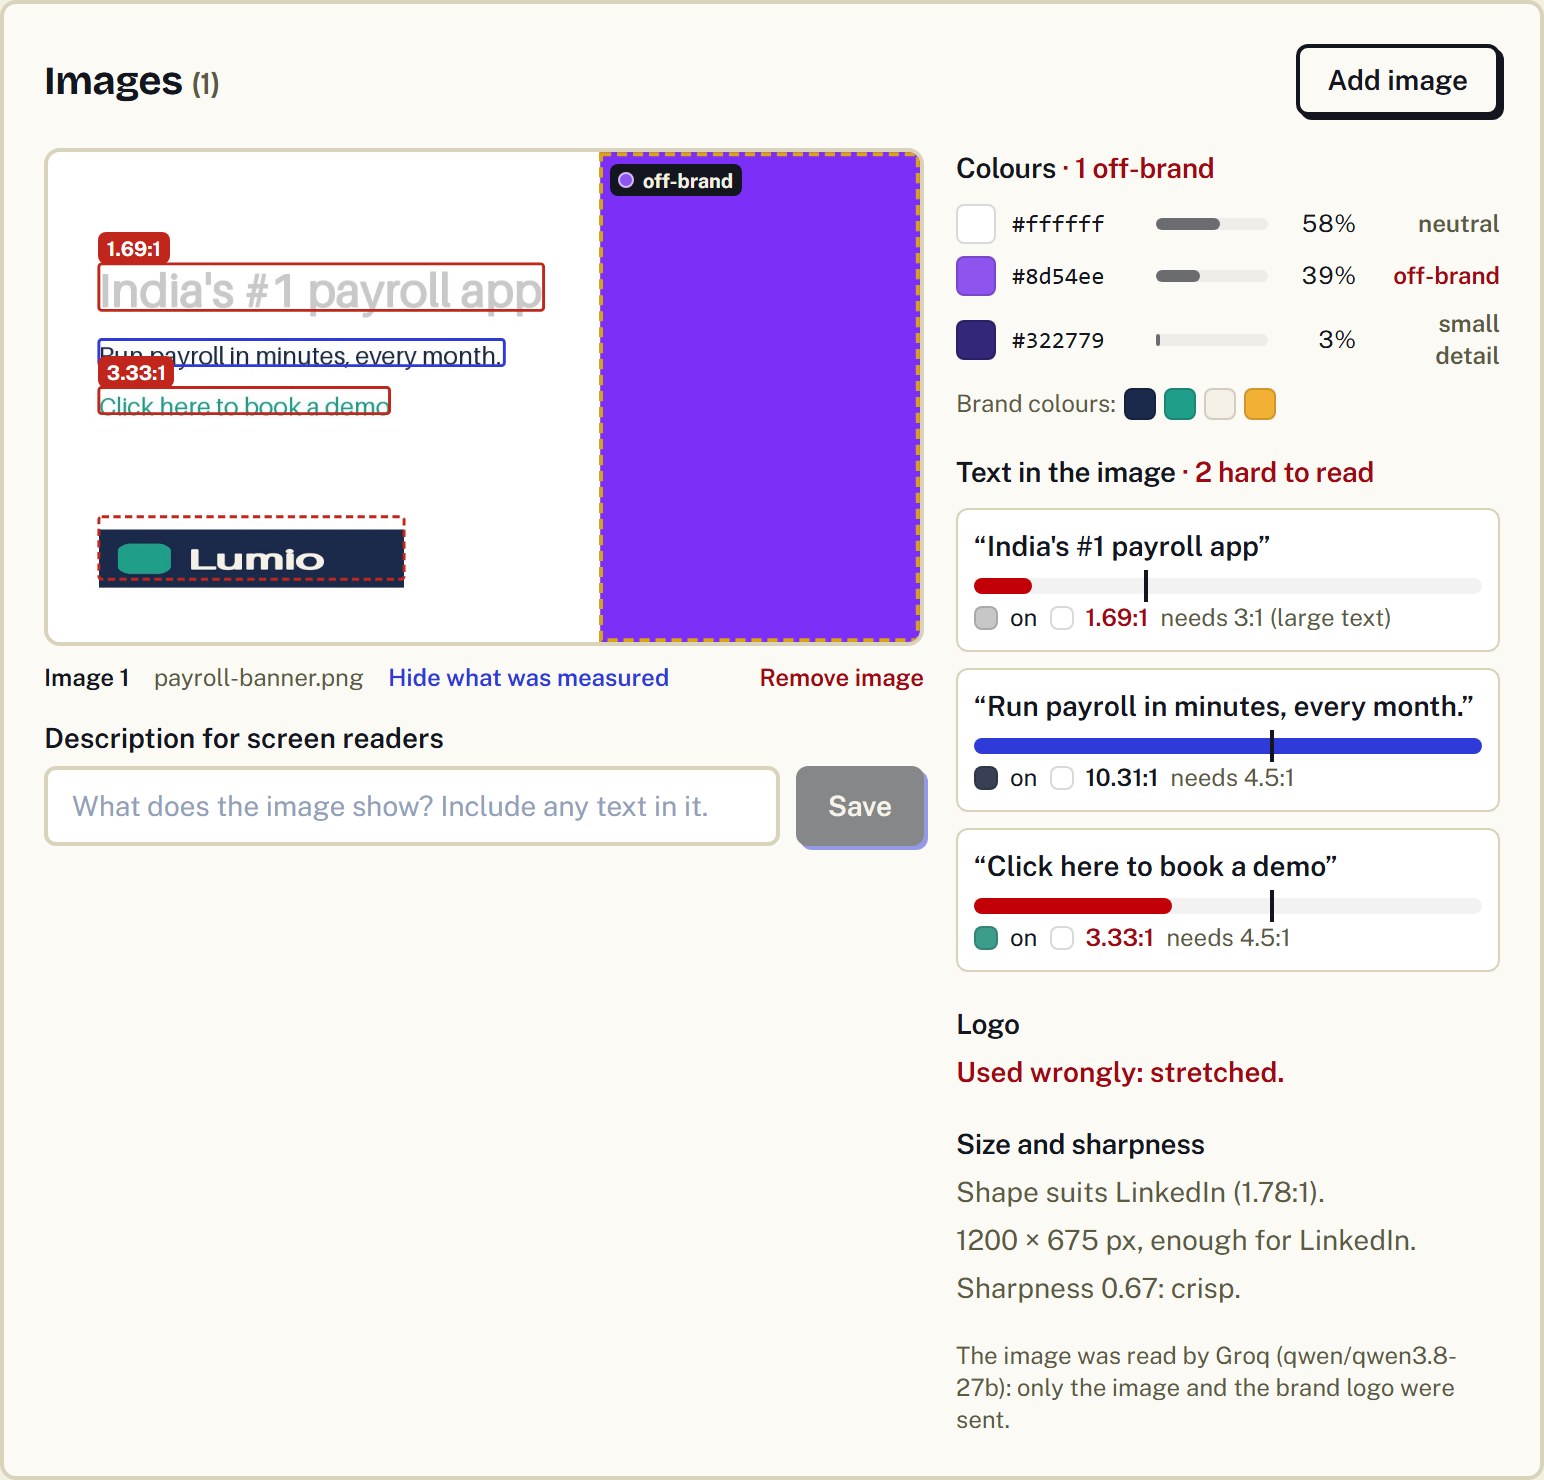 Images (1)
Add image
off-brand
1.69:1
India's #1 payroll app
Run payroll in minutes, every month.
3.33:1
Click here to book a demo
Lumio
Image 1 payroll-banner.png Hide what was measured Remove image
Description for screen readers
What does the image show? Include any text in it.
Save
Colours · 1 off-brand
#ffffff 58% neutral
#8d54ee 39% off-brand
#322779 3% small
detail
Brand colours:
Text in the image · 2 hard to read
“India's #1 payroll app”
on 1.69:1 needs 3:1 (large text)
“Run payroll in minutes, every month.”
on 10.31:1 needs 4.5:1
“Click here to book a demo”
on 3.33:1 needs 4.5:1
Logo
Used wrongly: stretched.
Size and sharpness
Shape suits LinkedIn (1.78:1).
1200 × 675 px, enough for LinkedIn.
Sharpness 0.67: crisp.
The image was read by Groq (qwen/qwen3.8-
27b): only the image and the brand logo were
sent.